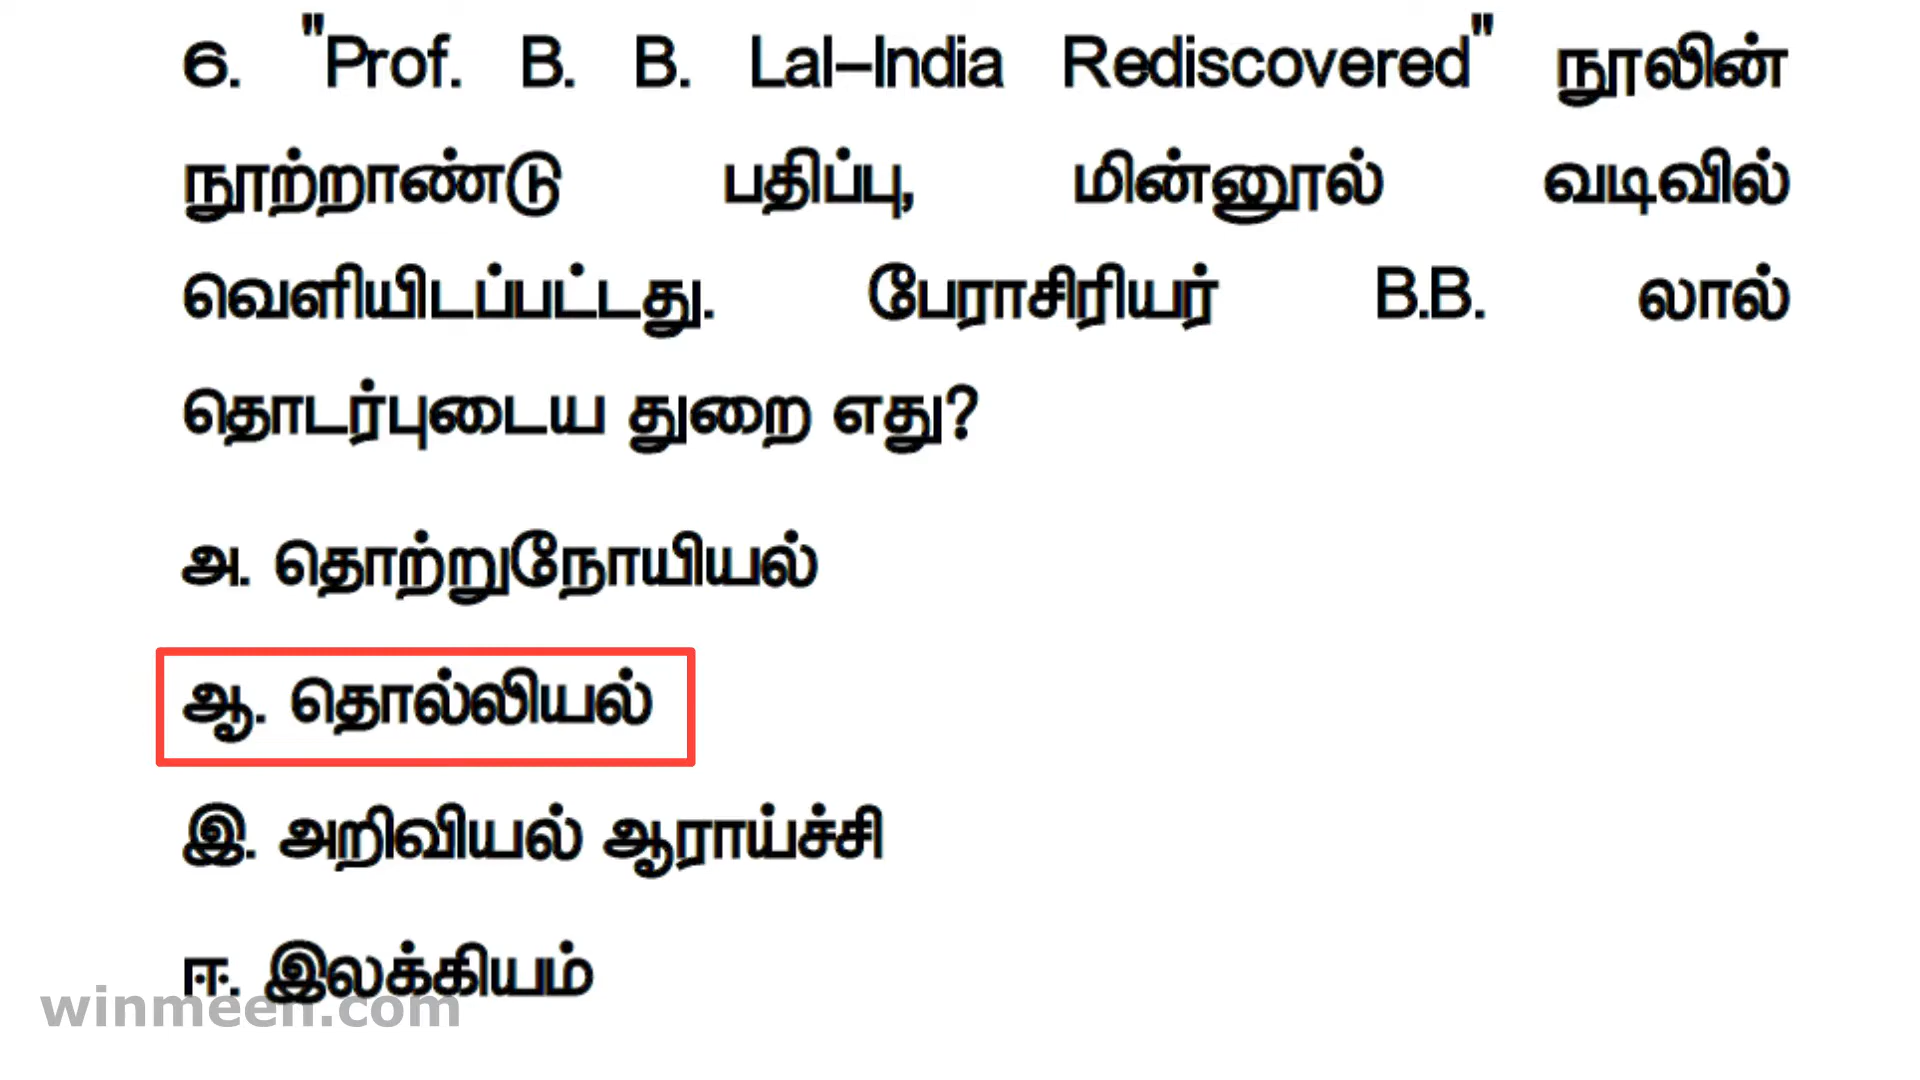 6. "Prof. B. B. Lal–India Rediscovered" நூலின்
நூற்றாண்டு பதிப்பு, மின்னூல் வடிவில்
வெளியிடப்பட்டது. பேராசிரியர் B.B. லால்
தொடர்புடைய துறை எது?
அ. தொற்றுநோயியல்
ஆ. தொல்லியல்
இ. அறிவியல் ஆராய்ச்சி
ஈ. இலக்கியம்
winmeen.com